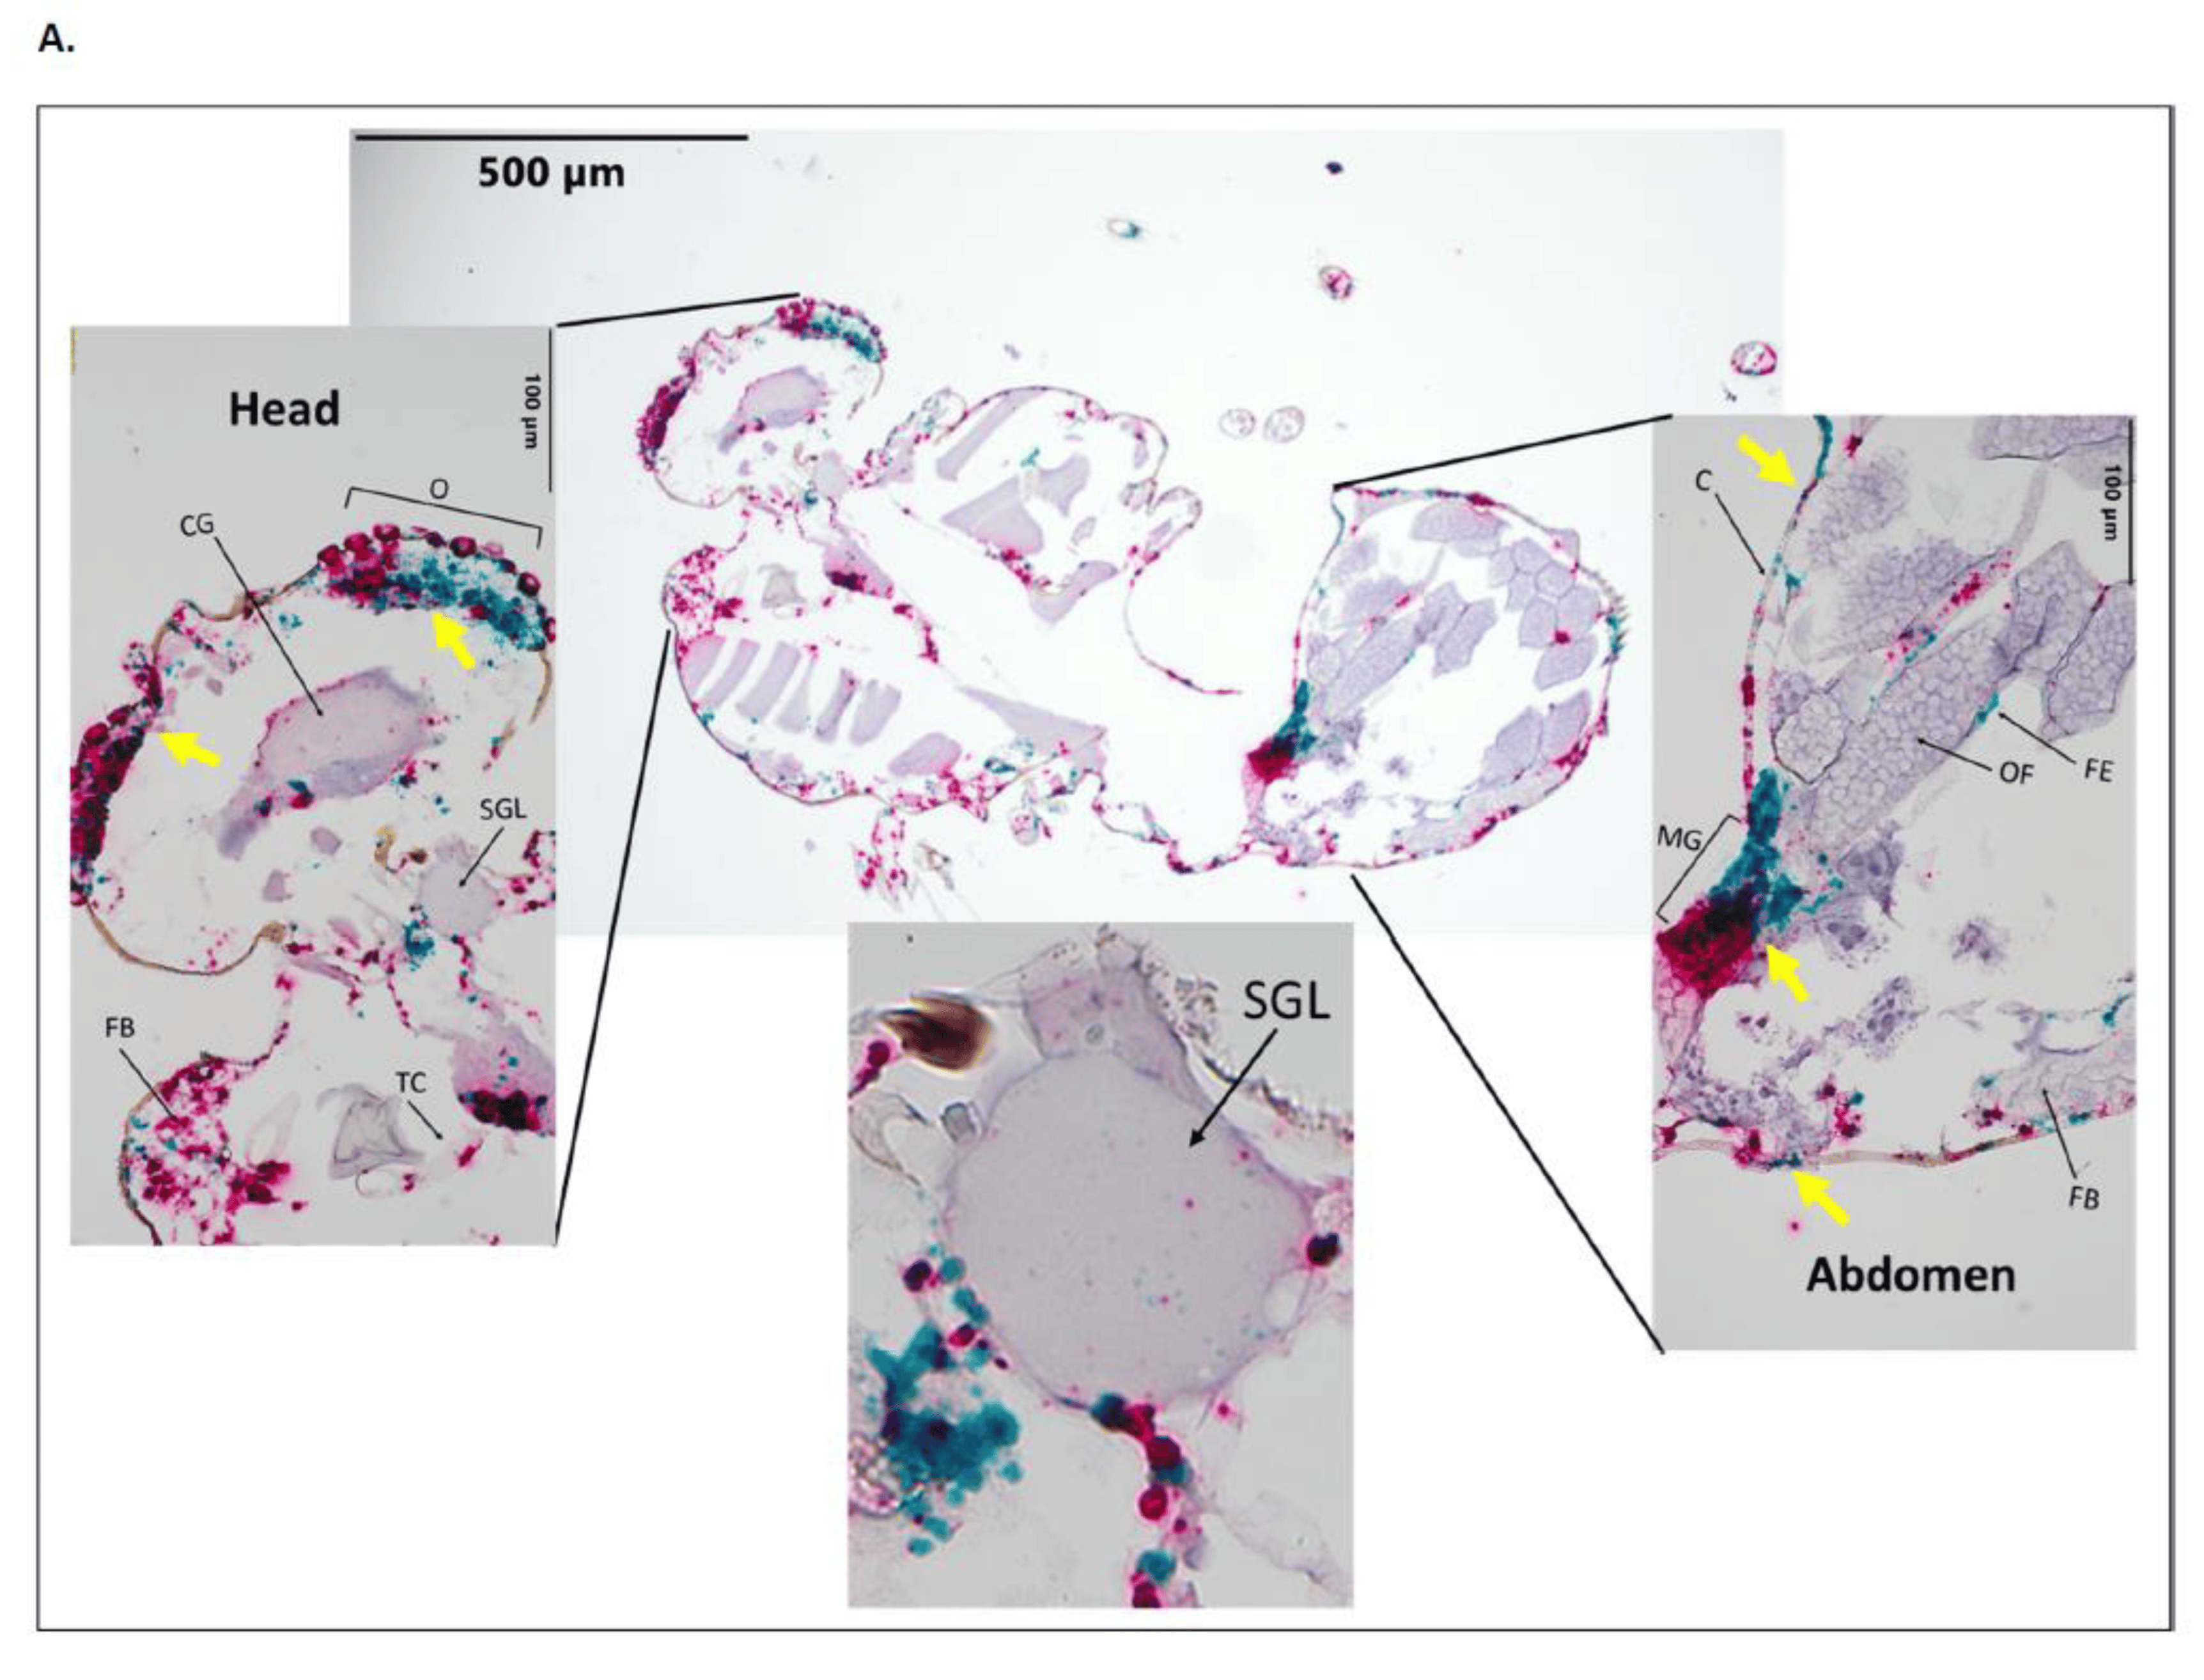 A.
500 µm
Head
100 µm
O
CG
SGL
FB
TC
SGL
100 µm
C
OF
FE
MG
FB
Abdomen